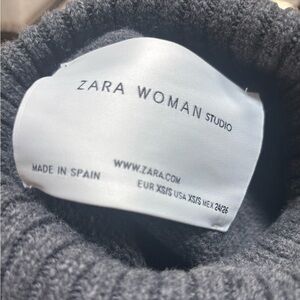 ZARA WOMAN STUDIO
WWW.ZARA.COM
MADE IN SPAIN
EUR XS/S USA XS/S MEX 24/26